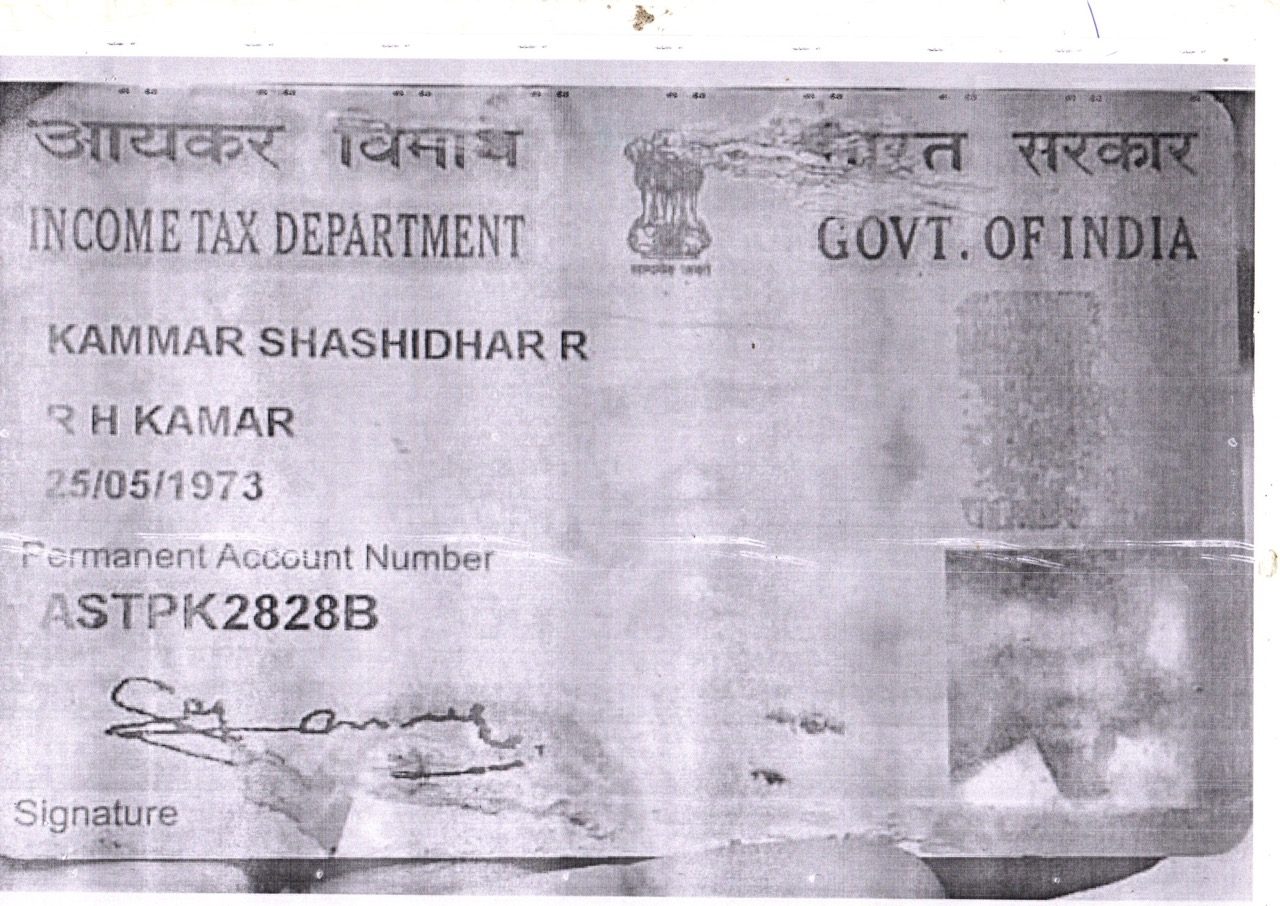 आयकर विभाग
भारत सरकार
INCOME TAX DEPARTMENT
GOVT. OF INDIA
KAMMAR SHASHIDHAR R
R H KAMAR
25/05/1973
Permanent Account Number
ASTPK2828B
Signature